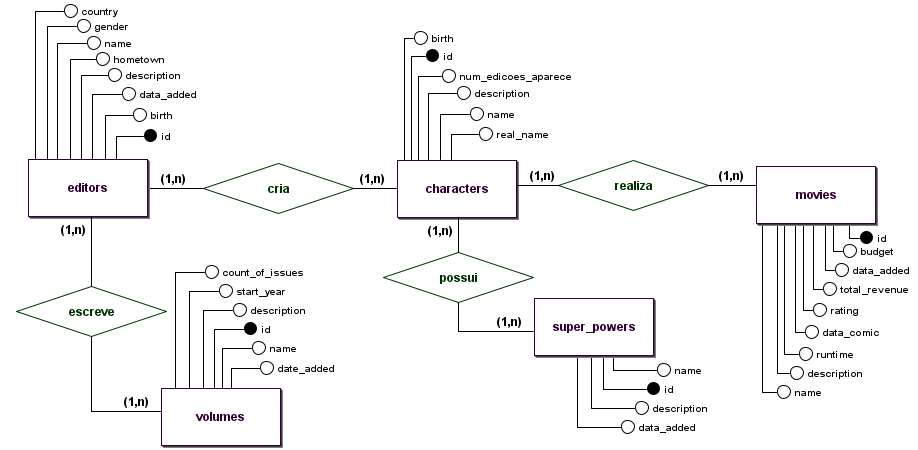 country
gender
name
hometown
description
data_added
birth
id
editors
(1,n)
cria
(1,n)
birth
id
num_edicoes_aparece
description
name
real_name
characters
(1,n)
realiza
(1,n)
movies
id
budget
data_added
total_revenue
rating
data_comic
runtime
description
name
(1,n)
escreve
(1,n)
count_of_issues
start_year
description
id
name
date_added
volumes
(1,n)
possui
(1,n)
super_powers
name
id
description
data_added